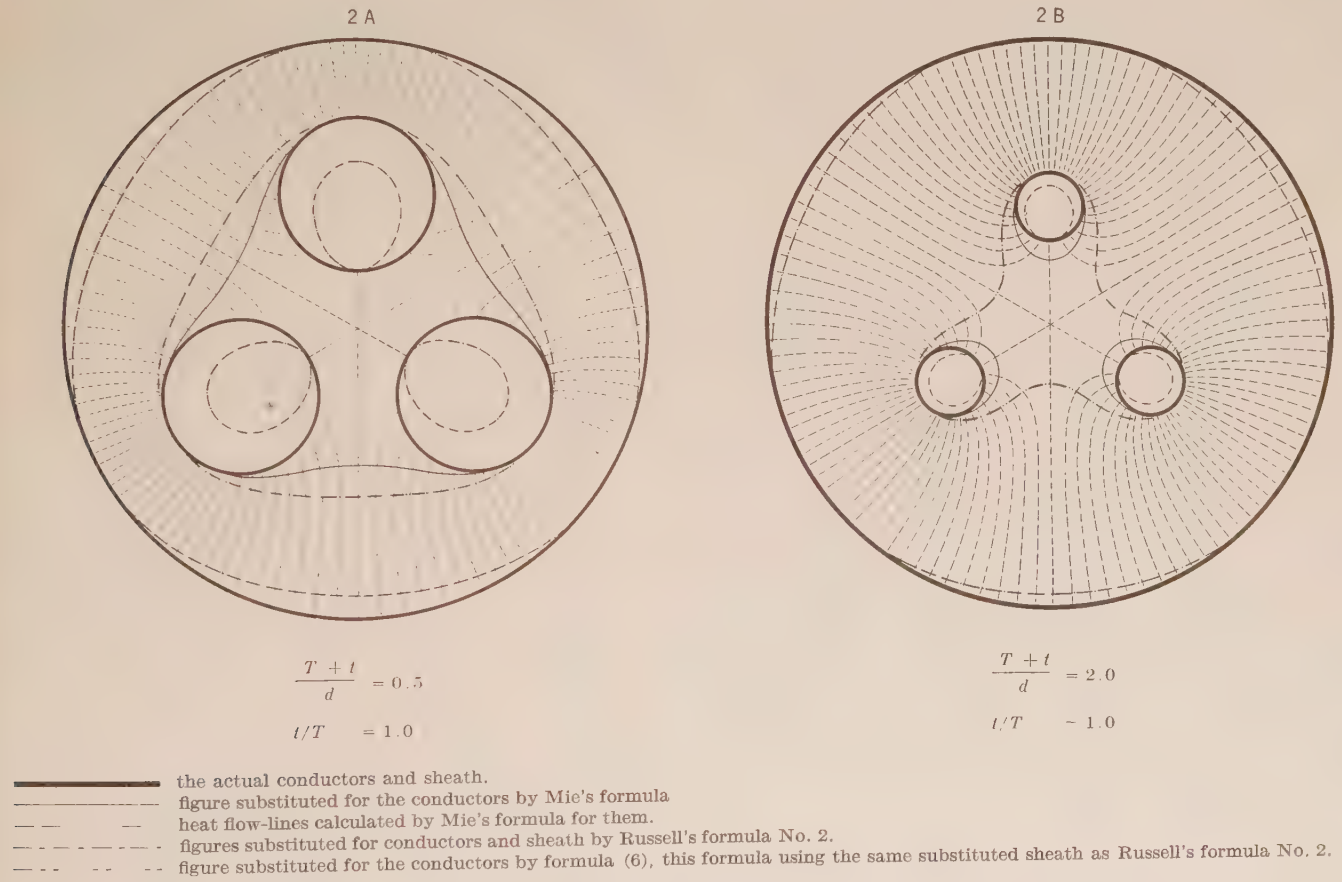 2 A
2 B
T + t
d
= 0.5
t/T = 1.0
T + t
d
= 2.0
t/T - 1.0
the actual conductors and sheath.
figure substituted for the conductors by Mie's formula
heat flow-lines calculated by Mie's formula for them.
figures substituted for conductors and sheath by Russell's formula No. 2.
figure substituted for the conductors by formula (6), this formula using the same substituted sheath as Russell's formula No. 2.